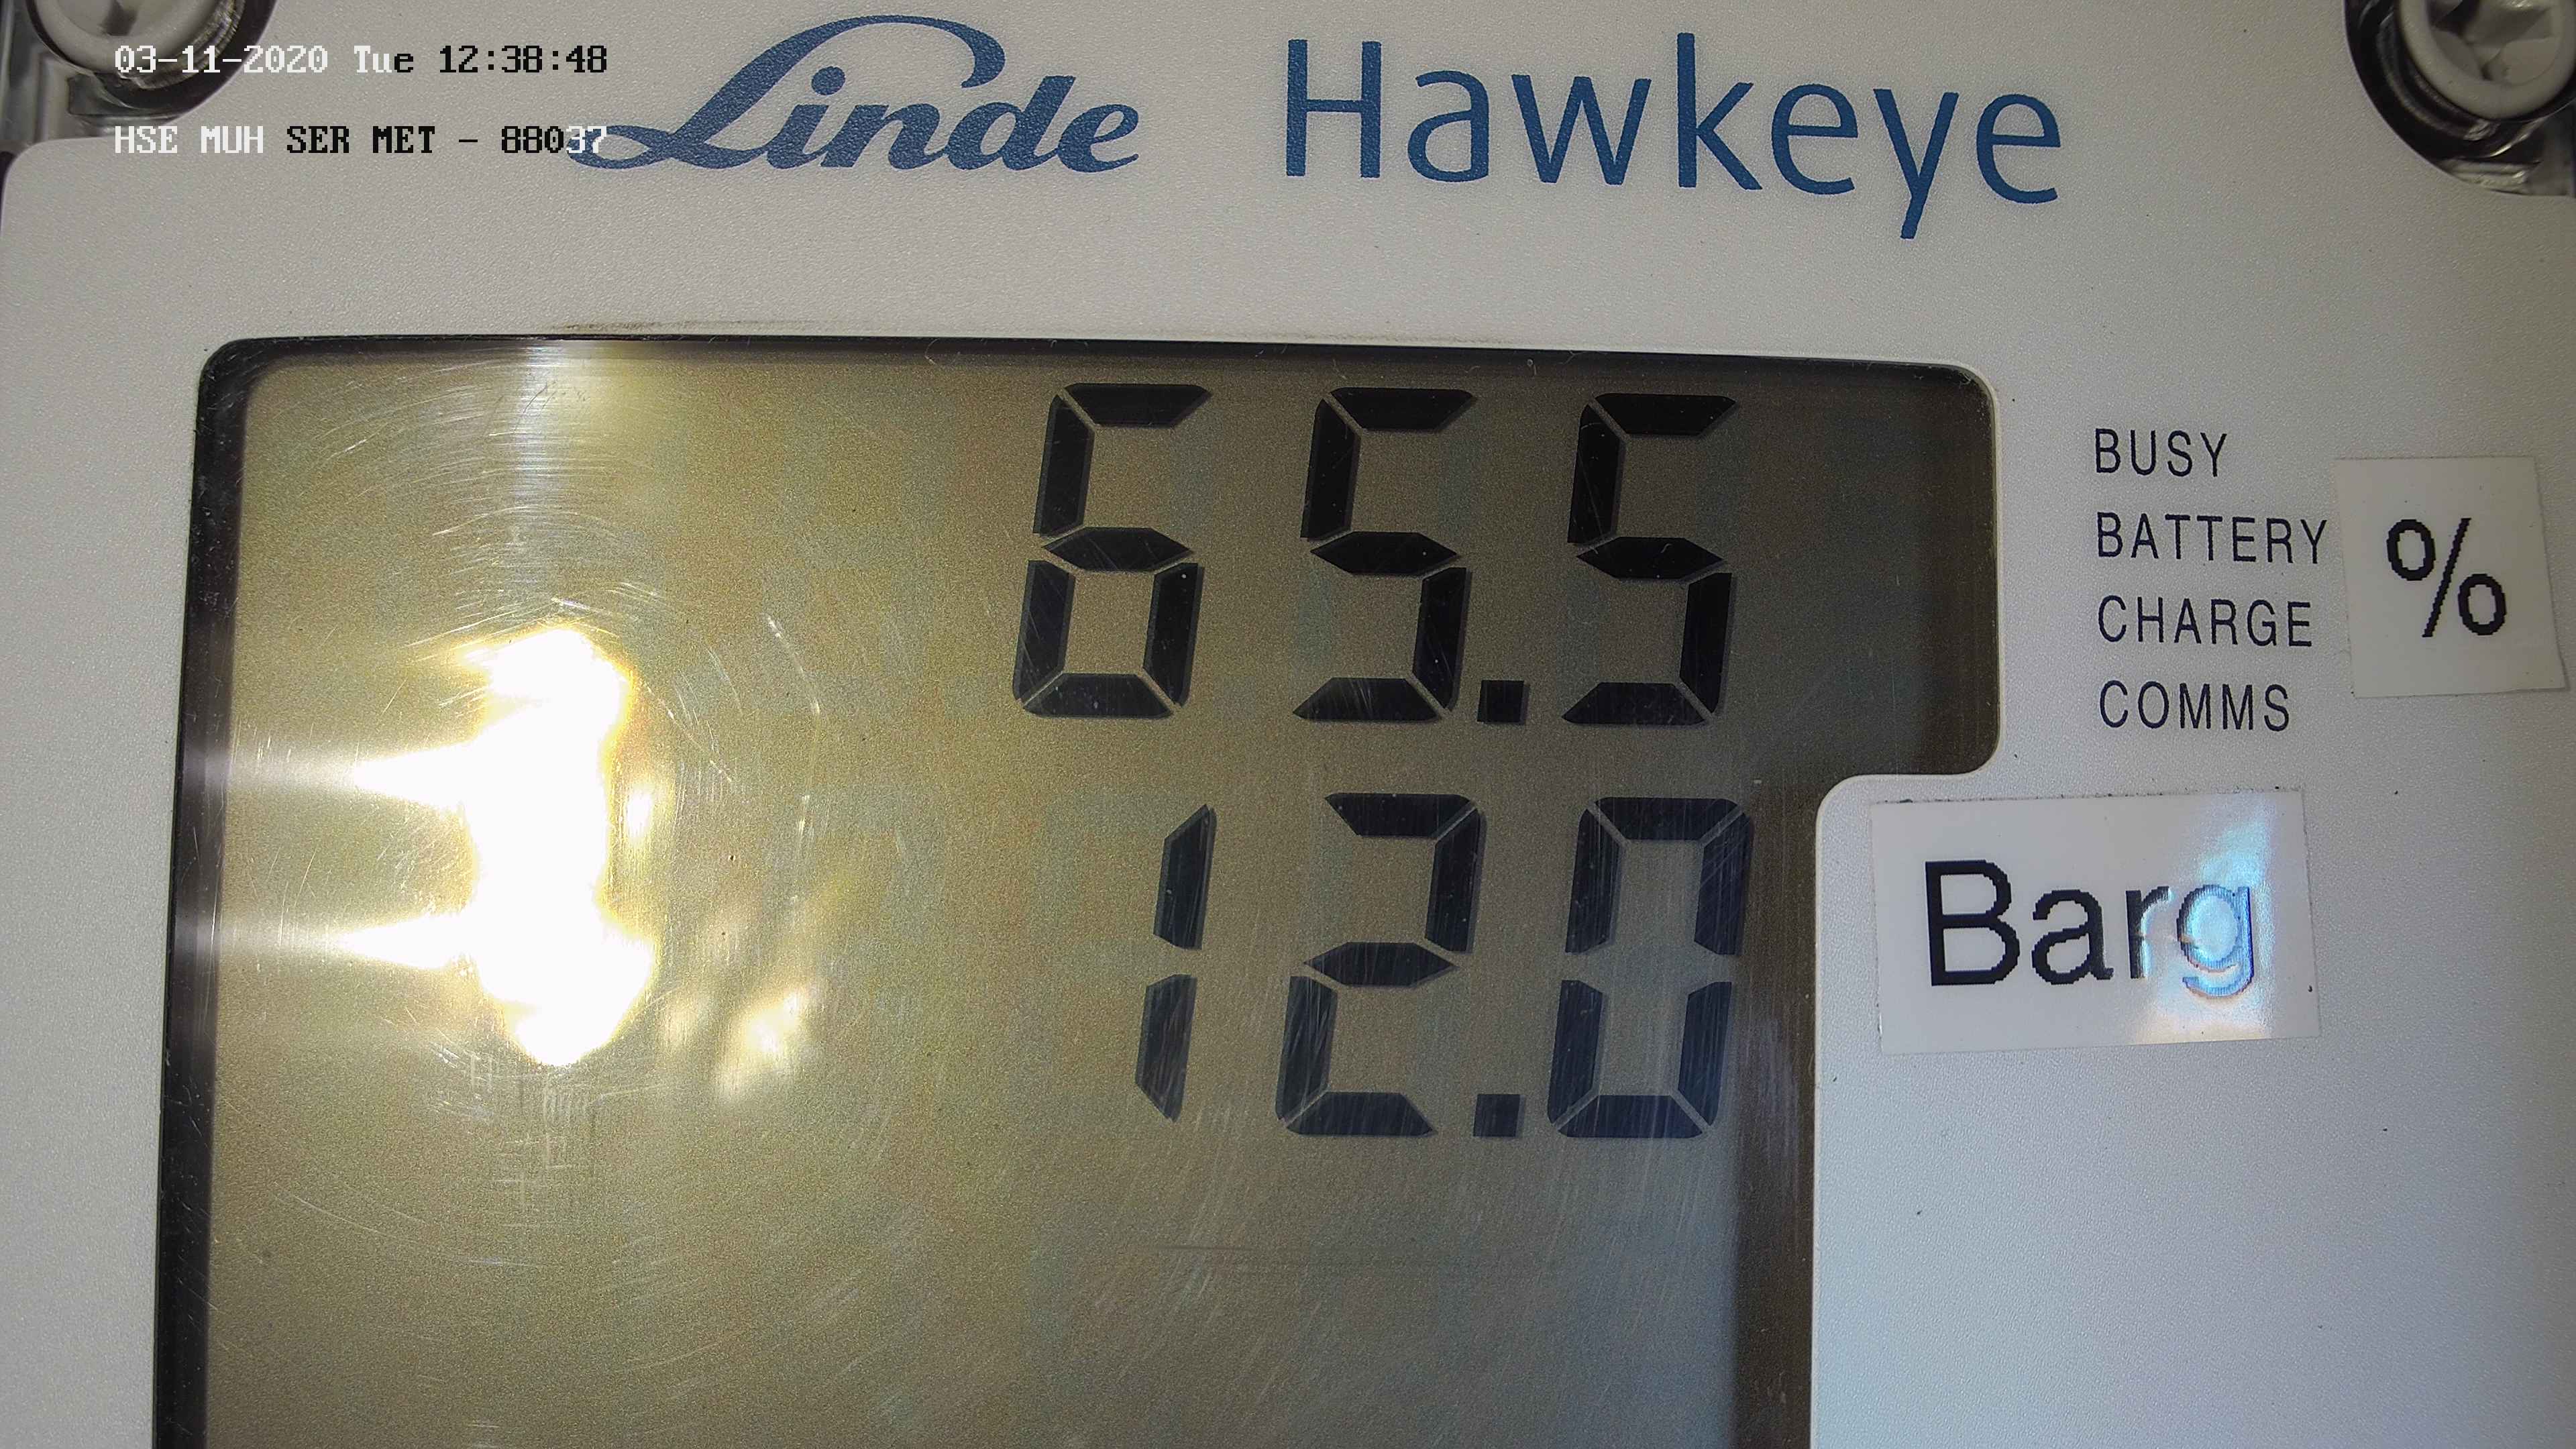 03-11-2020 Tue 12:38:48
HSE MUH SER MET - 88037
Linde Hawkeye
65.5
BUSY
BATTERY
CHARGE
COMMS
%
12.0
Barg